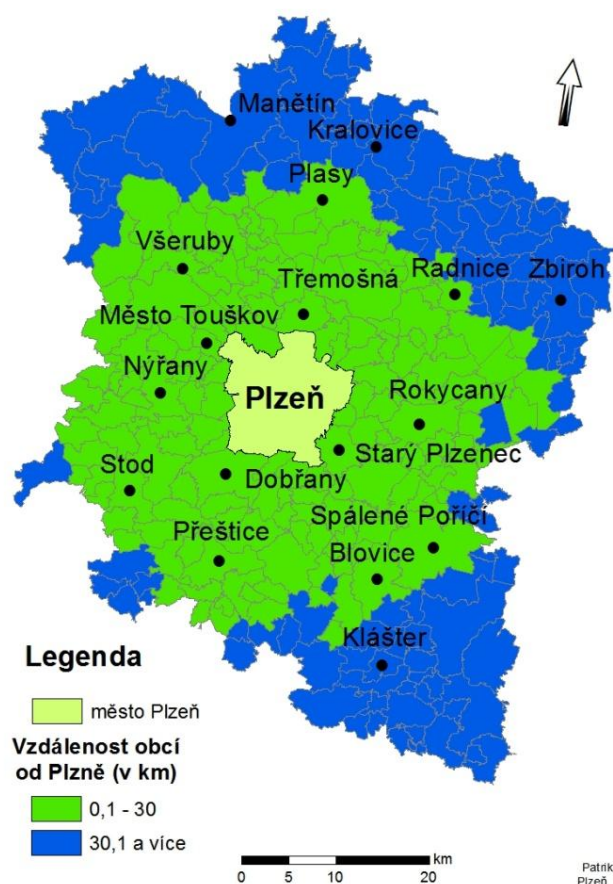 Manětín
Kralovice
Plasy
Všeruby
Třemošná
Radnice
Zbiroh
Město Touškov
Nýřany
Plzeň
Rokycany
Starý Plzenec
Stod
Dobřany
Spálené Poříčí
Přeštice
Blovice
Klášter
Legenda
město Plzeň
Vzdálenost obcí
od Plzně (v km)
0,1 - 30
30,1 a více
km
0 5 10 20
Patrik
Plzeň